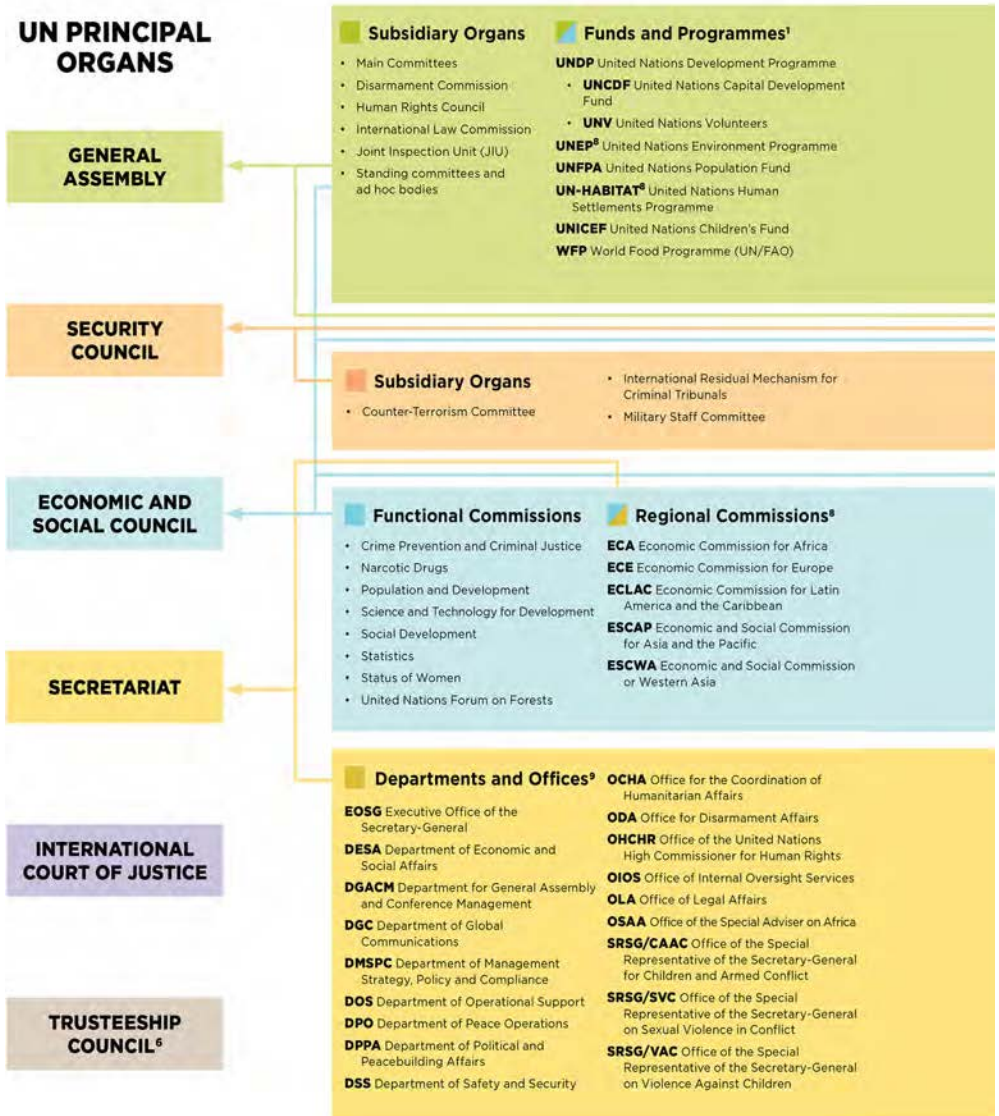 UN PRINCIPAL
ORGANS
GENERAL
ASSEMBLY
SECURITY
COUNCIL
ECONOMIC AND
SOCIAL COUNCIL
SECRETARIAT
INTERNATIONAL
COURT OF JUSTICE
TRUSTEESHIP
COUNCIL⁶
Subsidiary Organs
• Main Committees
• Disarmament Commission
• Human Rights Council
• International Law Commission
• Joint Inspection Unit (JIU)
• Standing committees and
ad hoc bodies
Funds and Programmes¹
UNDP United Nations Development Programme
• UNCDF United Nations Capital Development
Fund
• UNV United Nations Volunteers
UNEP⁸ United Nations Environment Programme
UNFPA United Nations Population Fund
UN-HABITAT⁸ United Nations Human
Settlements Programme
UNICEF United Nations Children's Fund
WFP World Food Programme (UN/FAO)
Subsidiary Organs
• Counter-Terrorism Committee
• International Residual Mechanism for
Criminal Tribunals
• Military Staff Committee
Functional Commissions
• Crime Prevention and Criminal Justice
• Narcotic Drugs
• Population and Development
• Science and Technology for Development
• Social Development
• Statistics
• Status of Women
• United Nations Forum on Forests
Regional Commissions⁸
ECA Economic Commission for Africa
ECE Economic Commission for Europe
ECLAC Economic Commission for Latin
America and the Caribbean
ESCAP Economic and Social Commission
for Asia and the Pacific
ESCWA Economic and Social Commission
or Western Asia
Departments and Offices⁹
EOSG Executive Office of the
Secretary-General
DESA Department of Economic and
Social Affairs
DGACM Department for General Assembly
and Conference Management
DGC Department of Global
Communications
DMSPC Department of Management
Strategy, Policy and Compliance
DOS Department of Operational Support
DPO Department of Peace Operations
DPPA Department of Political and
Peacebuilding Affairs
DSS Department of Safety and Security
OCHA Office for the Coordination of
Humanitarian Affairs
ODA Office for Disarmament Affairs
OHCHR Office of the United Nations
High Commissioner for Human Rights
OIOS Office of Internal Oversight Services
OLA Office of Legal Affairs
OSAA Office of the Special Adviser on Africa
SRSG/CAAC Office of the Special
Representative of the Secretary-General
for Children and Armed Conflict
SRSG/SVC Office of the Special
Representative of the Secretary-General
on Sexual Violence in Conflict
SRSG/VAC Office of the Special
Representative of the Secretary-General
on Violence Against Children